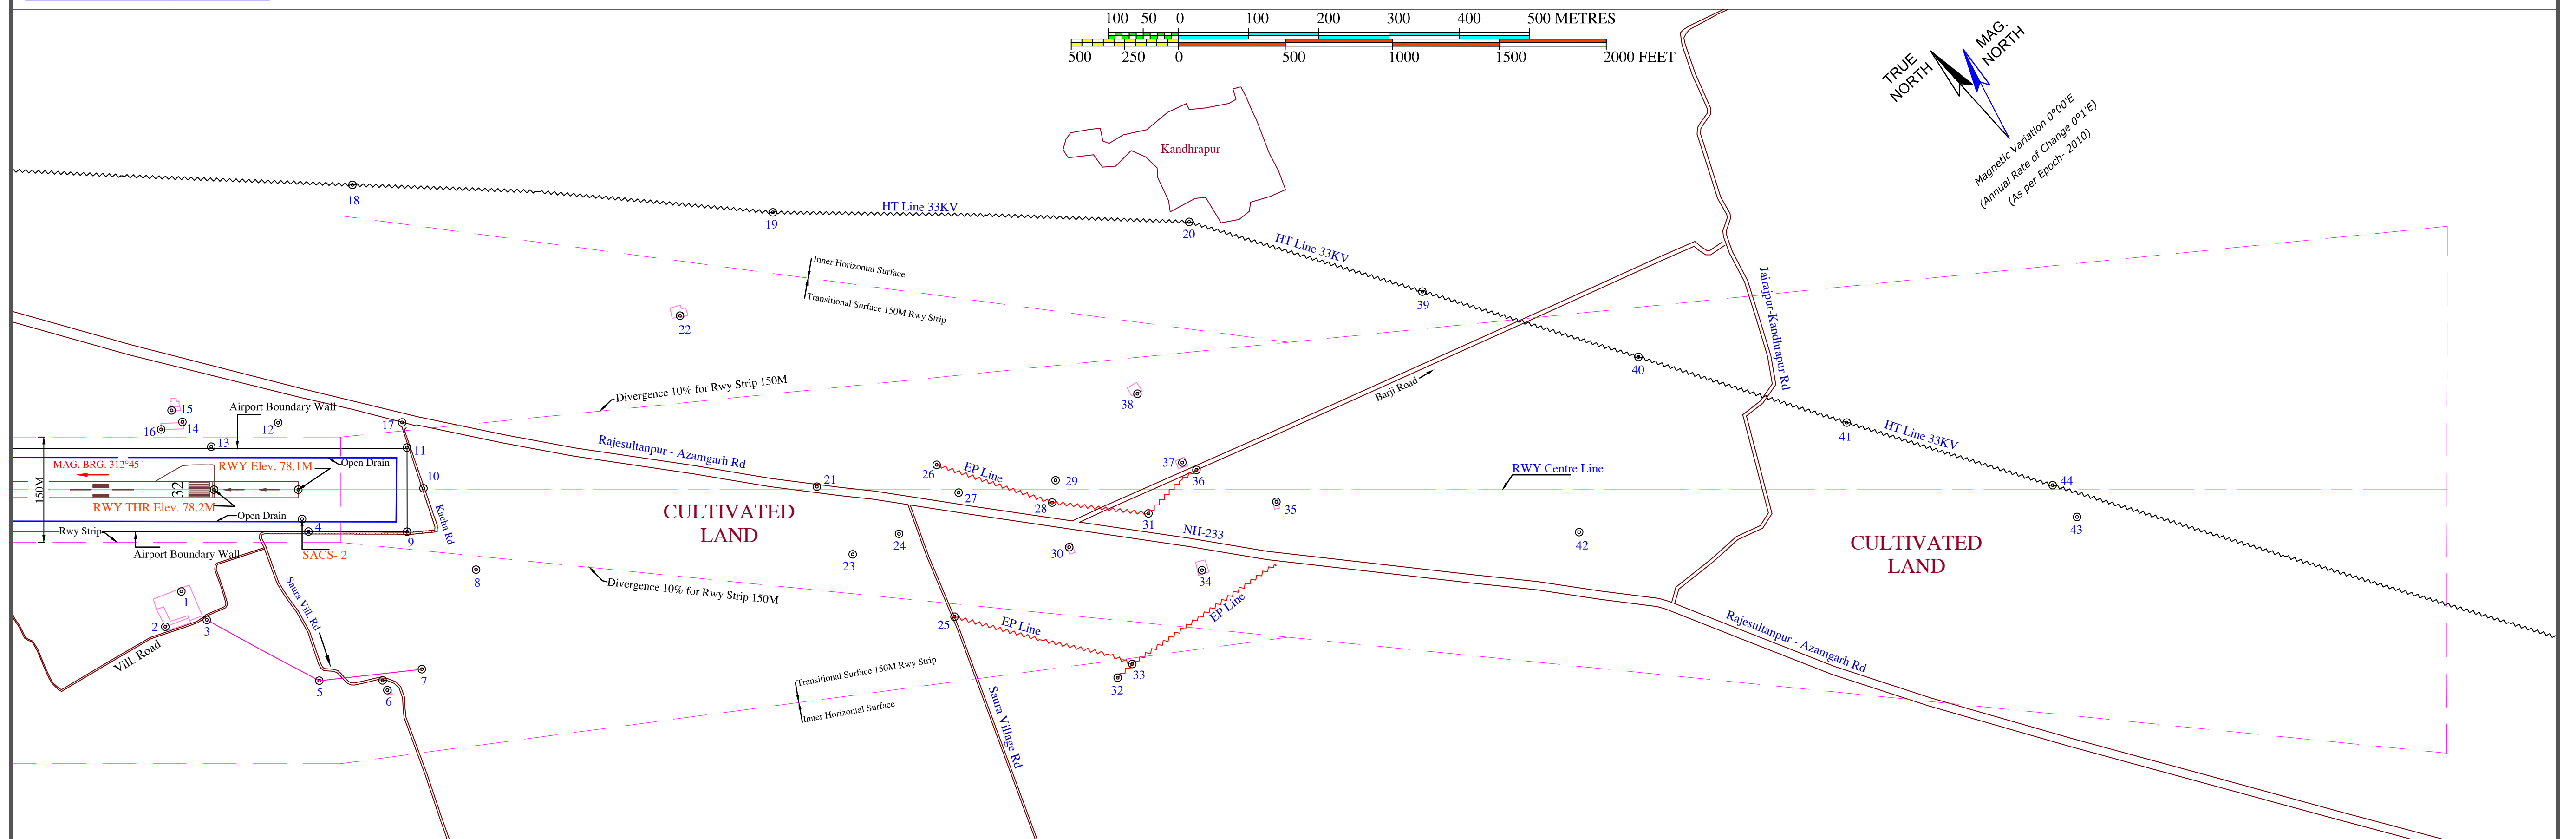 100 50 0 100 200 300 400 500 METRES
500 250 0 500 1000 1500 2000 FEET
TRUE
NORTH
MAG.
NORTH
Magnetic Variation 0°00'E
(Annual Rate of Change 0°1'E)
(As per Epoch- 2010)
Kandhrapur
18
19
HT Line 33KV
20
HT Line 33KV
39
40
41
HT Line 33KV
44
43
42
Jairajpur-Kandhrapur Rd
Inner Horizontal Surface
Transitional Surface 150M Rwy Strip
22
Divergence 10% for Rwy Strip 150M
38
Barji Road
15
14
16
Airport Boundary Wall
12
17
13
11
MAG. BRG. 312°45'
RWY Elev. 78.1M
Open Drain
10
150M
32
RWY THR Elev. 78.2M
Open Drain
4
Rwy Strip
Airport Boundary Wall
SACS- 2
9
Kacha Rd
8
Rajesultanpur - Azamgarh Rd
21
26
EP Line
27
28
29
31
36
37
35
RWY Centre Line
CULTIVATED
LAND
NH-233
CULTIVATED
LAND
24
23
30
34
1
2
3
Saura Vill. Rd
Vill. Road
5
6
7
Divergence 10% for Rwy Strip 150M
25
EP Line
EP Line
33
32
Transitional Surface 150M Rwy Strip
Inner Horizontal Surface
Saura Village Rd
Rajesultanpur - Azamgarh Rd